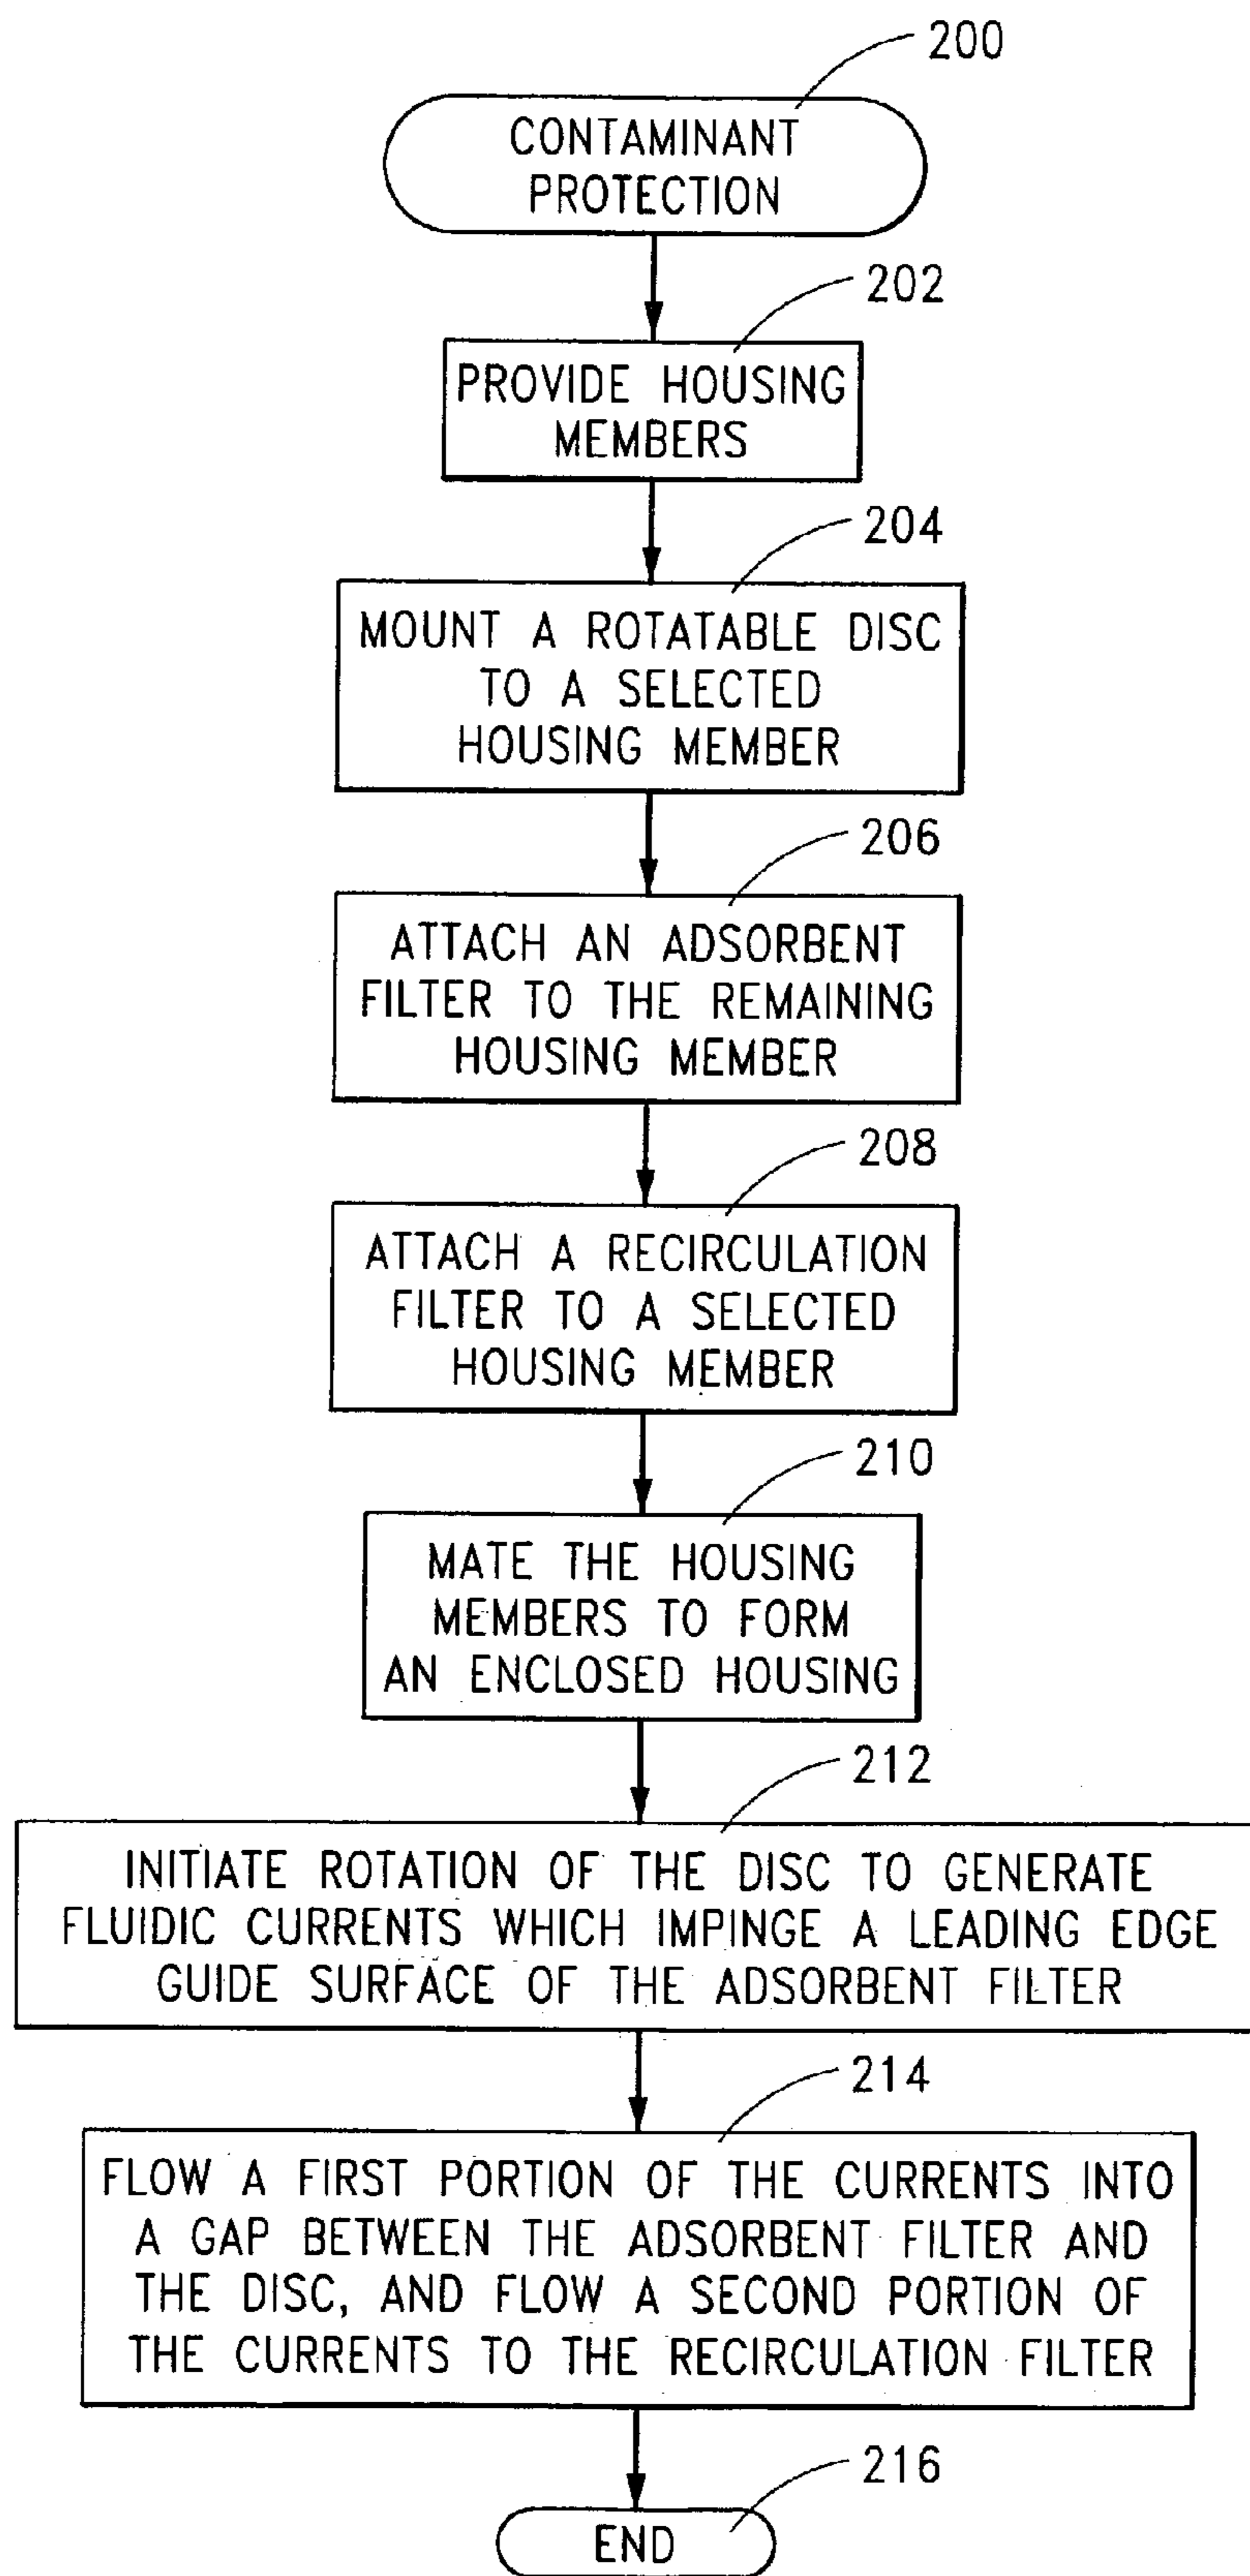 200
CONTAMINANT
PROTECTION
202
PROVIDE HOUSING
MEMBERS
204
MOUNT A ROTATABLE DISC
TO A SELECTED
HOUSING MEMBER
206
ATTACH AN ADSORBENT
FILTER TO THE REMAINING
HOUSING MEMBER
208
ATTACH A RECIRCULATION
FILTER TO A SELECTED
HOUSING MEMBER
210
MATE THE HOUSING
MEMBERS TO FORM
AN ENCLOSED HOUSING
212
INITIATE ROTATION OF THE DISC TO GENERATE
FLUIDIC CURRENTS WHICH IMPINGE A LEADING EDGE
GUIDE SURFACE OF THE ADSORBENT FILTER
214
FLOW A FIRST PORTION OF THE CURRENTS INTO
A GAP BETWEEN THE ADSORBENT FILTER AND
THE DISC, AND FLOW A SECOND PORTION OF
THE CURRENTS TO THE RECIRCULATION FILTER
216
END